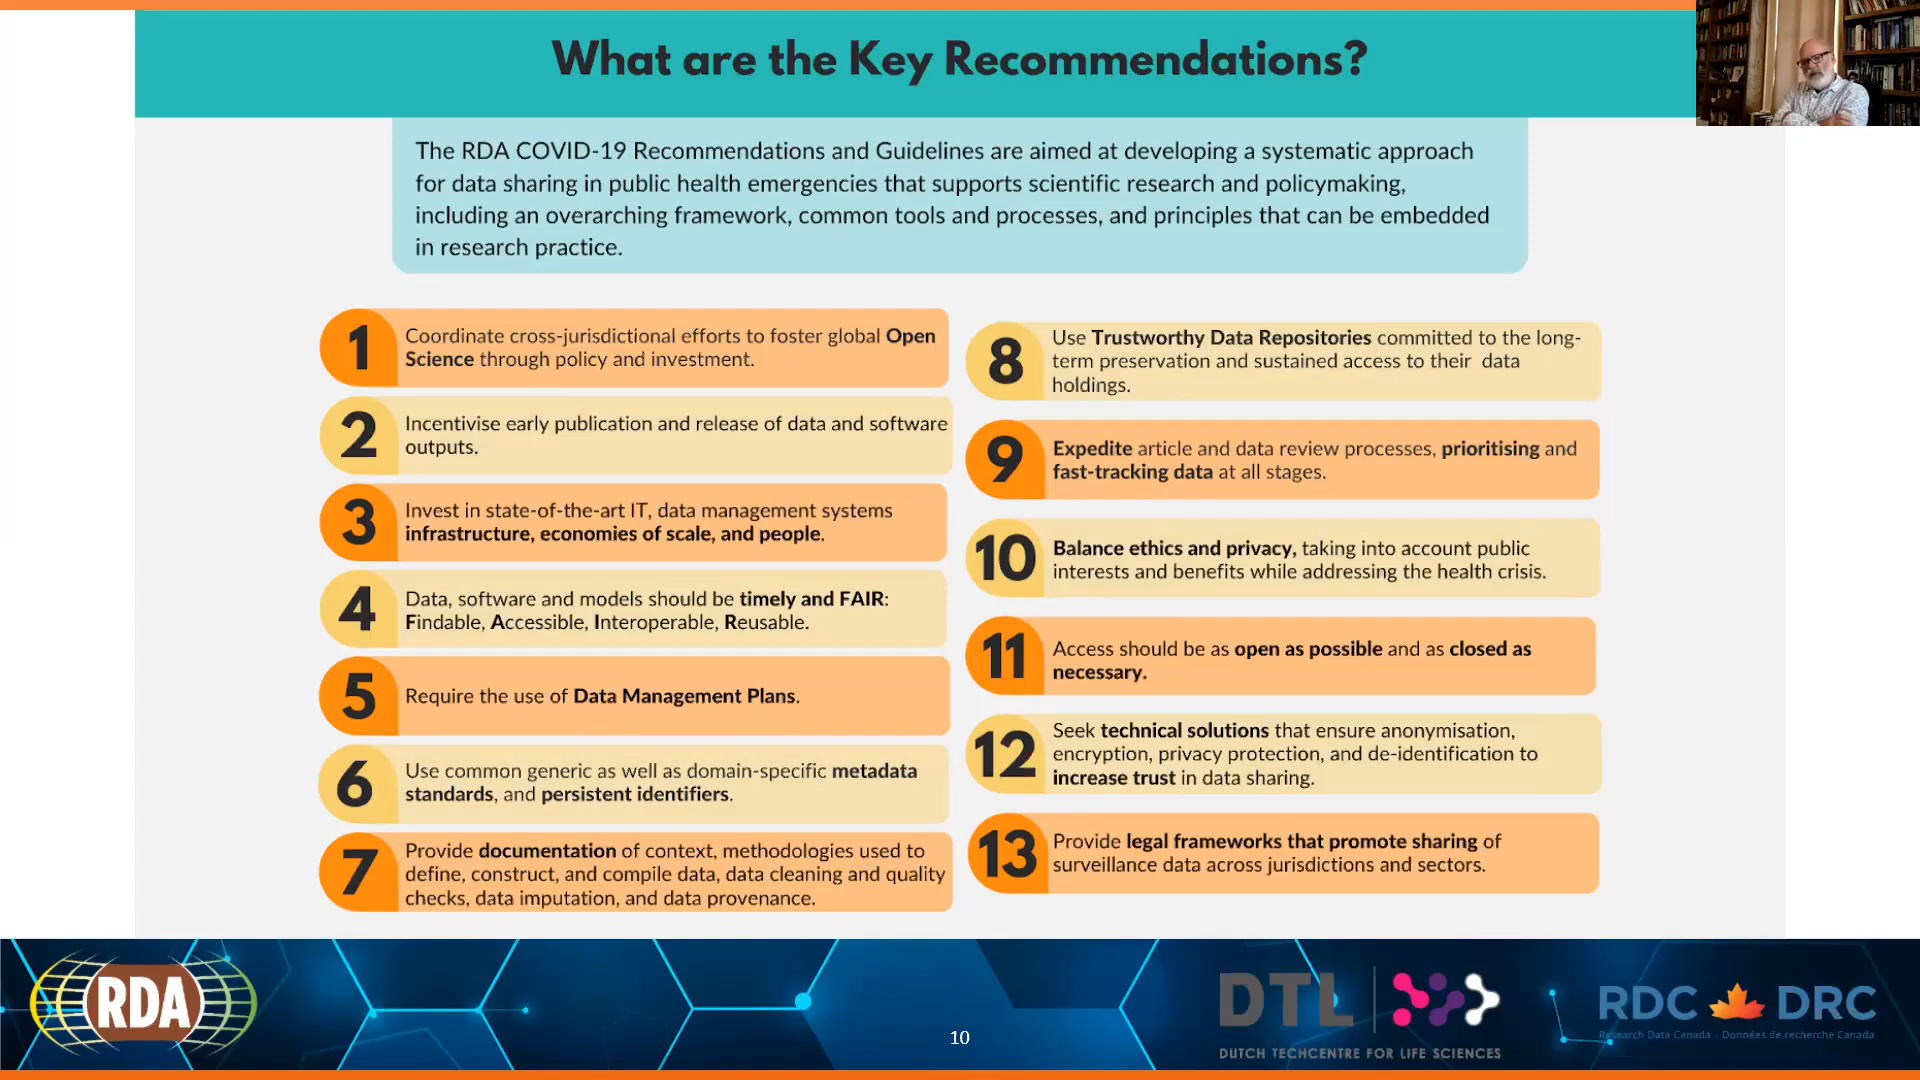 What are the Key Recommendations?
The RDA COVID-19 Recommendations and Guidelines are aimed at developing a systematic approach
for data sharing in public health emergencies that supports scientific research and policymaking,
including an overarching framework, common tools and processes, and principles that can be embedded
in research practice.
1
Coordinate cross-jurisdictional efforts to foster global Open
Science through policy and investment.
2
Incentivise early publication and release of data and software
outputs.
3
Invest in state-of-the-art IT, data management systems
infrastructure, economies of scale, and people.
4
Data, software and models should be timely and FAIR:
Findable, Accessible, Interoperable, Reusable.
5
Require the use of Data Management Plans.
6
Use common generic as well as domain-specific metadata
standards, and persistent identifiers.
7
Provide documentation of context, methodologies used to
define, construct, and compile data, data cleaning and quality
checks, data imputation, and data provenance.
8
Use Trustworthy Data Repositories committed to the long-
term preservation and sustained access to their data
holdings.
9
Expedite article and data review processes, prioritising and
fast-tracking data at all stages.
10
Balance ethics and privacy, taking into account public
interests and benefits while addressing the health crisis.
11
Access should be as open as possible and as closed as
necessary.
12
Seek technical solutions that ensure anonymisation,
encryption, privacy protection, and de-identification to
increase trust in data sharing.
13
Provide legal frameworks that promote sharing of
surveillance data across jurisdictions and sectors.
RDA
10
DTL
DUTCH TECHCENTRE FOR LIFE SCIENCES
RDC DRC
Research Data Canada - Données de recherche Canada